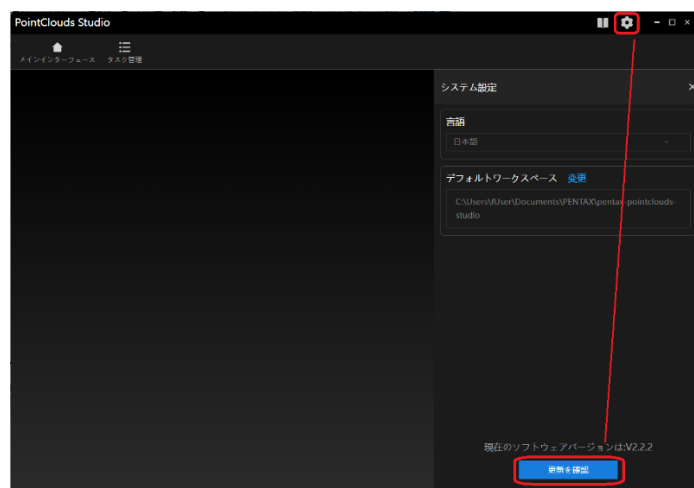 PointClouds Studio
メインインターフェース タスク管理
システム設定
言語
日本語
デフォルトワークスペース 変更
C:\Users\IUser\Documents\PENTAX\pentax-pointclouds-
studio
現在のソフトウェアバージョンは:V2.2.2
更新を確認